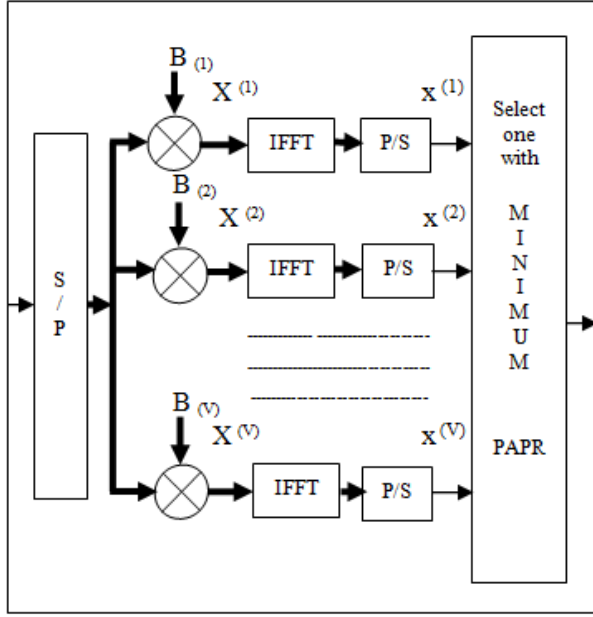 B (1)
X (1)
x (1)
IFFT
P/S
B (2)
X (2)
x (2)
IFFT
P/S
S
/
P
B (V)
X (V)
x (V)
IFFT
P/S
Select
one
with
M
I
N
I
M
U
M
PAPR